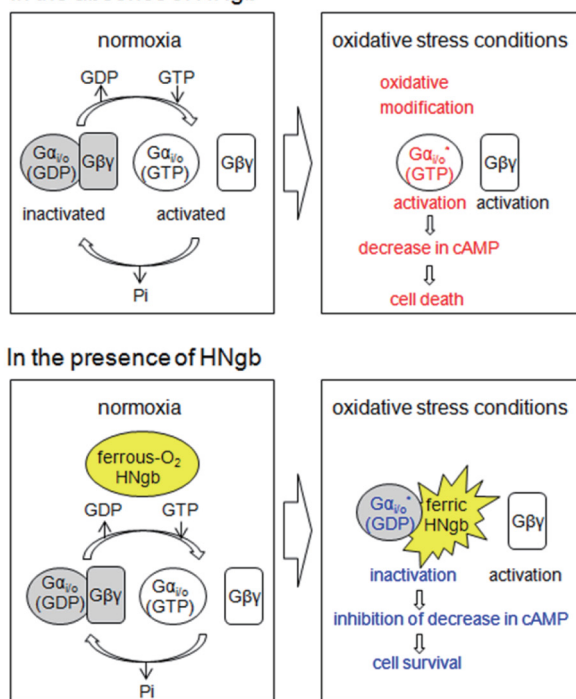 normoxia
GDP GTP
Gαi/o Gβγ Gαi/o Gβγ
(GDP) (GTP)
inactivated activated
Pi
oxidative stress conditions
oxidative
modification
Gαi/o* Gβγ
(GTP)
activation activation
decrease in cAMP
cell death
In the presence of HNgb
normoxia
ferrous-O2
HNgb
GDP GTP
Gαi/o Gβγ Gαi/o Gβγ
(GDP) (GTP)
Pi
oxidative stress conditions
Gαi/o* ferric Gβγ
(GDP) HNgb
inactivation activation
inhibition of decrease in cAMP
cell survival